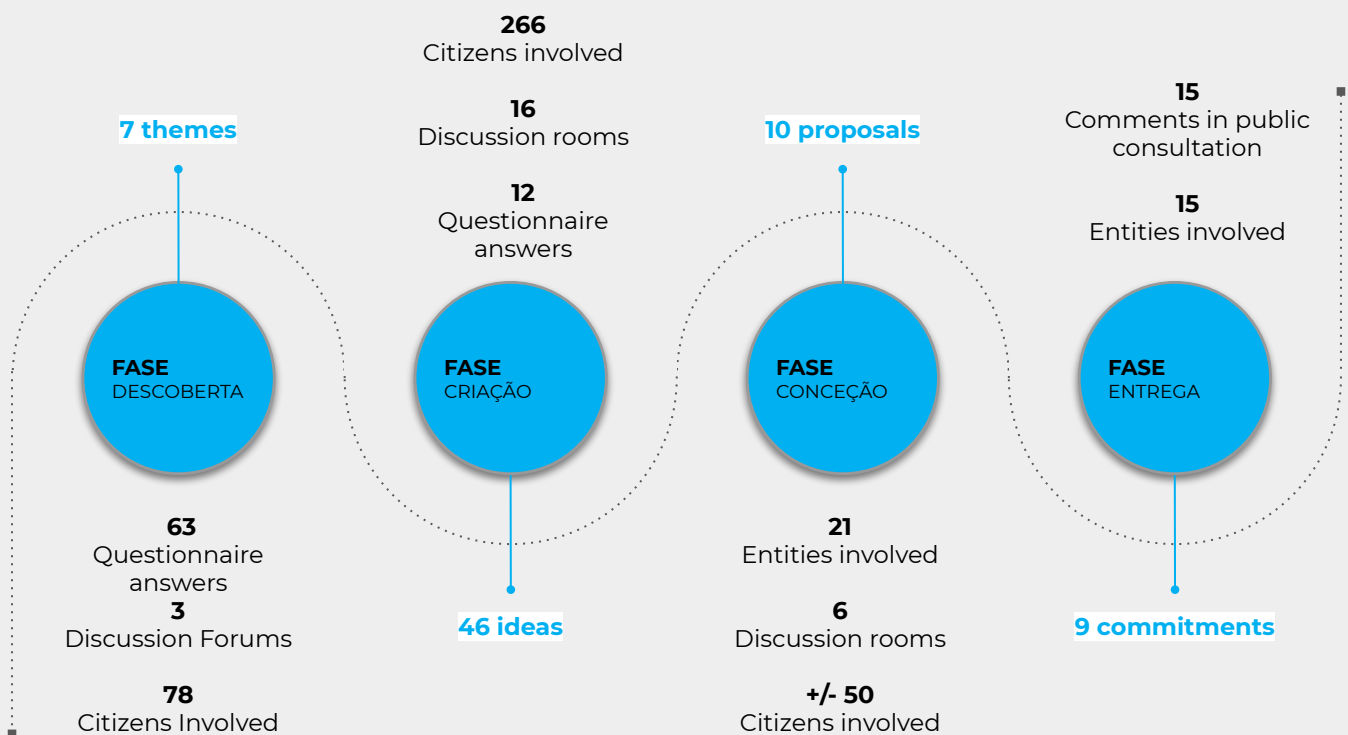 7 themes
FASE
DESCOBERTA
63
Questionnaire
answers
3
Discussion Forums
78
Citizens Involved
266
Citizens involved
16
Discussion rooms
12
Questionnaire
answers
FASE
CRIAÇÃO
46 ideas
10 proposals
FASE
CONCEÇÃO
21
Entities involved
6
Discussion rooms
+/- 50
Citizens involved
15
Comments in public
consultation
15
Entities involved
FASE
ENTREGA
9 commitments